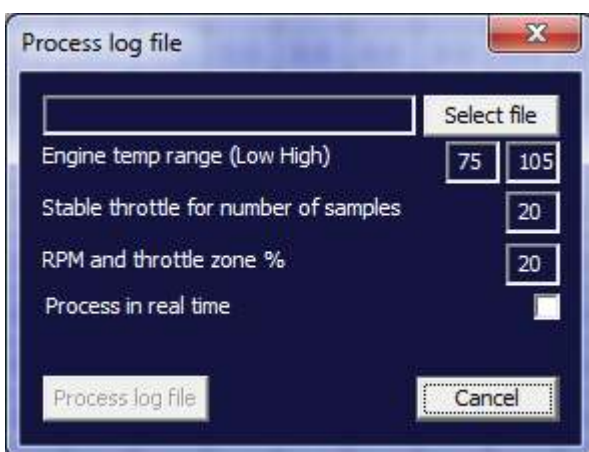 Process log file
Select file
Engine temp range (Low High) 75 105
Stable throttle for number of samples 20
RPM and throttle zone % 20
Process in real time
Process log file Cancel